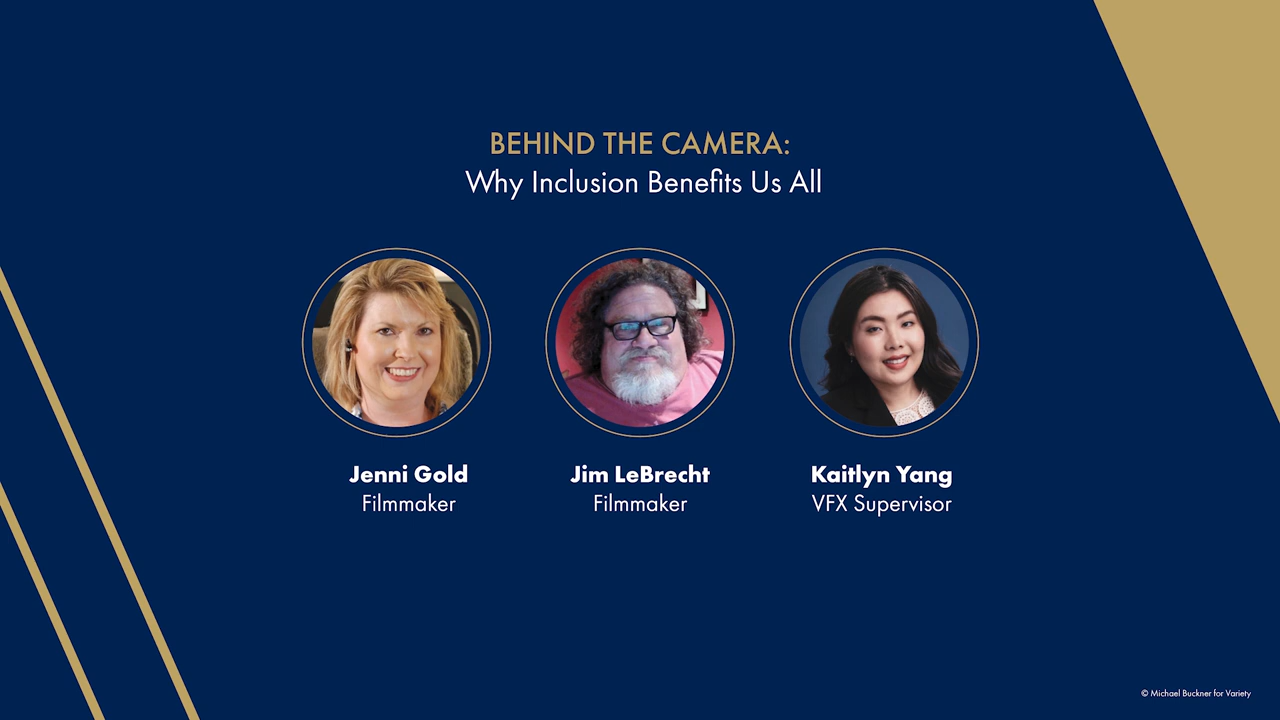 BEHIND THE CAMERA:
Why Inclusion Benefits Us All
Jenni Gold
Filmmaker
Jim LeBrecht
Filmmaker
Kaitlyn Yang
VFX Supervisor
© Michael Buckner for Variety